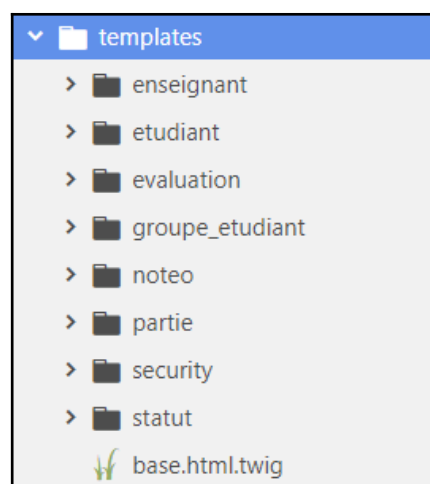 templates
enseignant
etudiant
evaluation
groupe_etudiant
noteo
partie
security
statut
base.html.twig